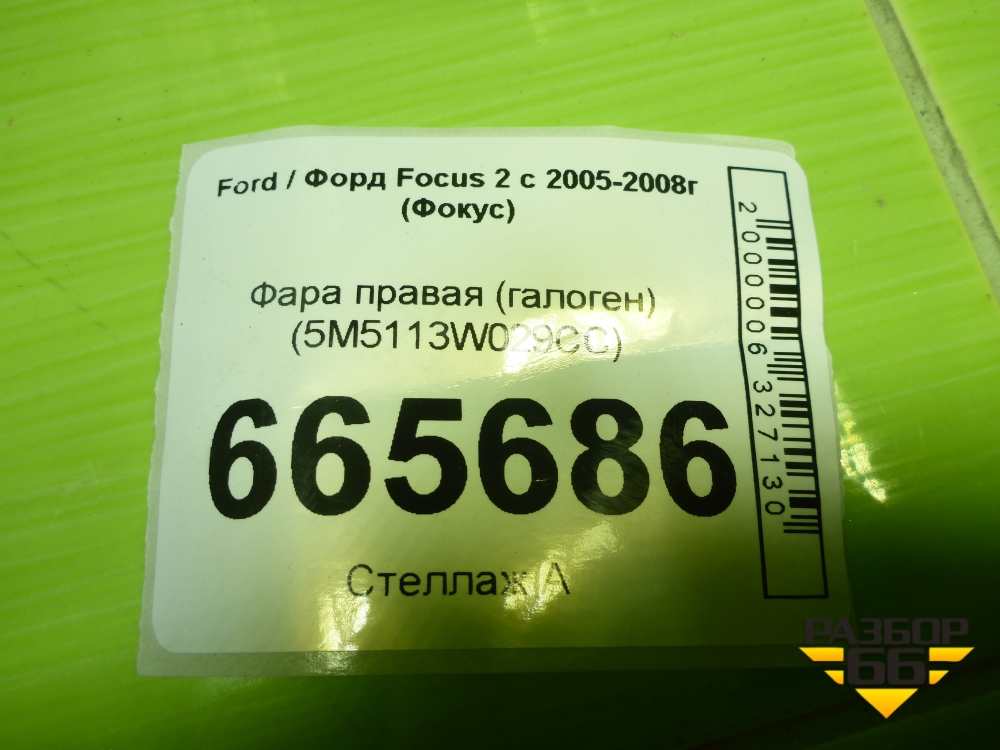 Ford / Форд Focus 2 с 2005-2008г
(Фокус)
Фара правая (галоген)
(5M5113W029CC)
665686
Стеллаж А
2000006327130
РАЗБОР
66